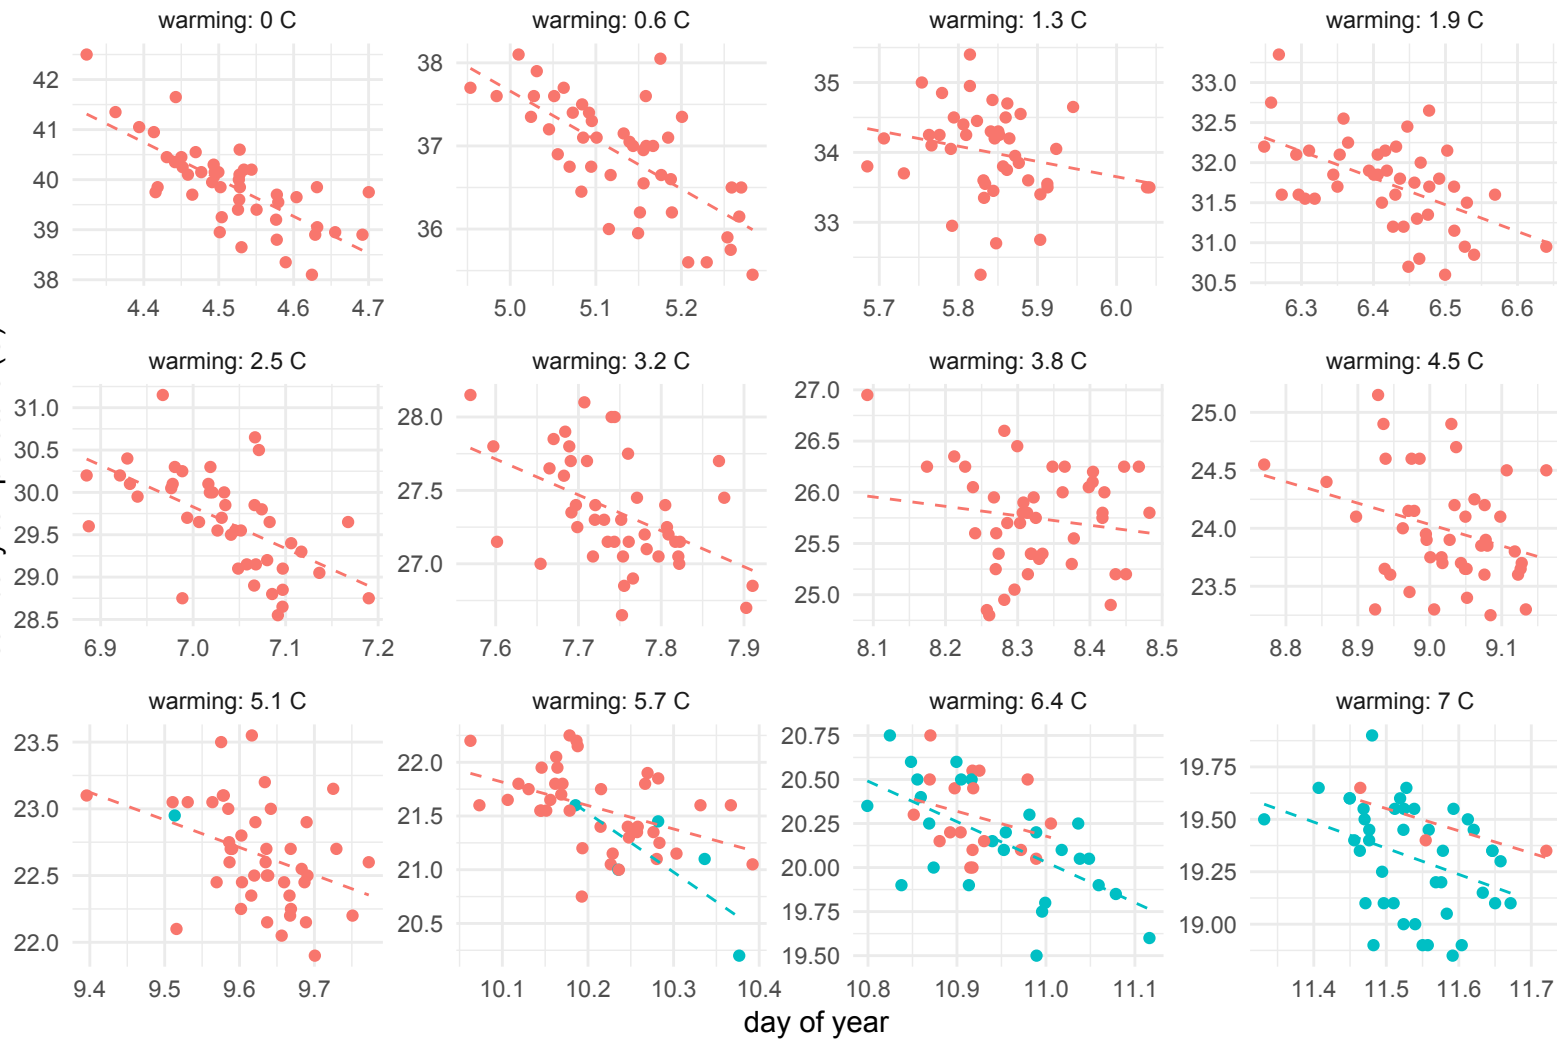 warming: 0 C warming: 0.6 C warming: 1.3 C warming: 1.9 C
42 41 40 39 38
4.4 4.5 4.6 4.7
38 37 36
5.0 5.1 5.2
35 34 33
5.7 5.8 5.9 6.0
33.0 32.5 32.0 31.5 31.0 30.5
6.3 6.4 6.5 6.6
warming: 2.5 C warming: 3.2 C warming: 3.8 C warming: 4.5 C
31.0 30.5 30.0 29.5 29.0 28.5
6.9 7.0 7.1 7.2
28.0 27.5 27.0
7.6 7.7 7.8 7.9
27.0 26.5 26.0 25.5 25.0
8.1 8.2 8.3 8.4 8.5
25.0 24.5 24.0 23.5
8.8 8.9 9.0 9.1
warming: 5.1 C warming: 5.7 C warming: 6.4 C warming: 7 C
23.5 23.0 22.5 22.0
9.4 9.5 9.6 9.7
22.0 21.5 21.0 20.5
10.1 10.2 10.3 10.4
20.75 20.50 20.25 20.00 19.75 19.50
10.8 10.9 11.0 11.1
19.75 19.50 19.25 19.00
11.4 11.5 11.6 11.7
day of year